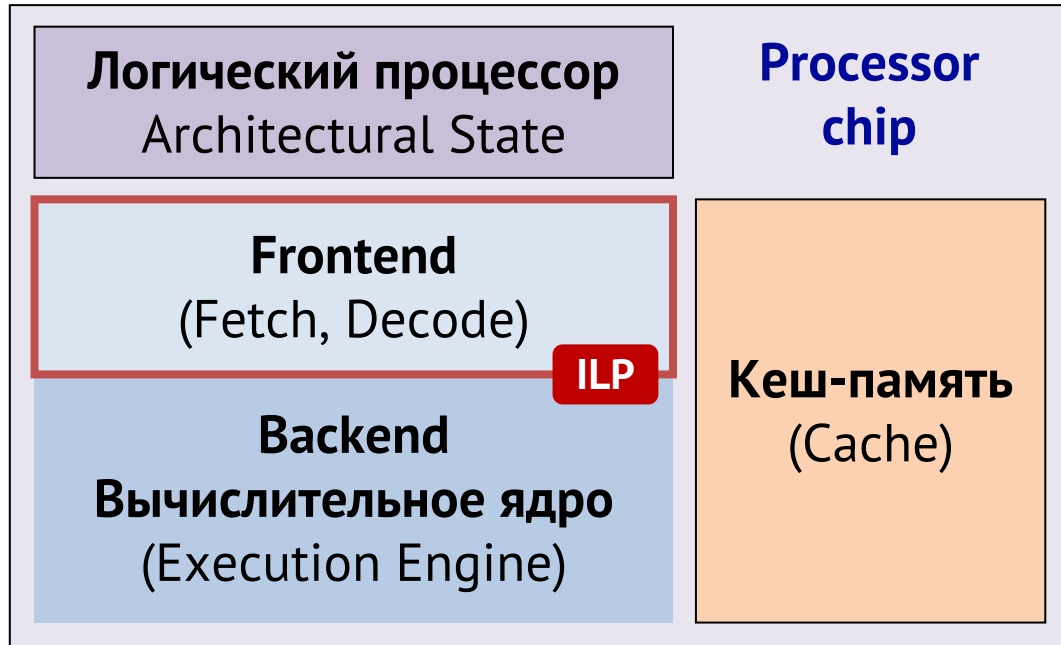 Логический процессор
Architectural State
Processor
chip
Frontend
(Fetch, Decode)
ILP
Backend
Вычислительное ядро
(Execution Engine)
Кеш-память
(Cache)